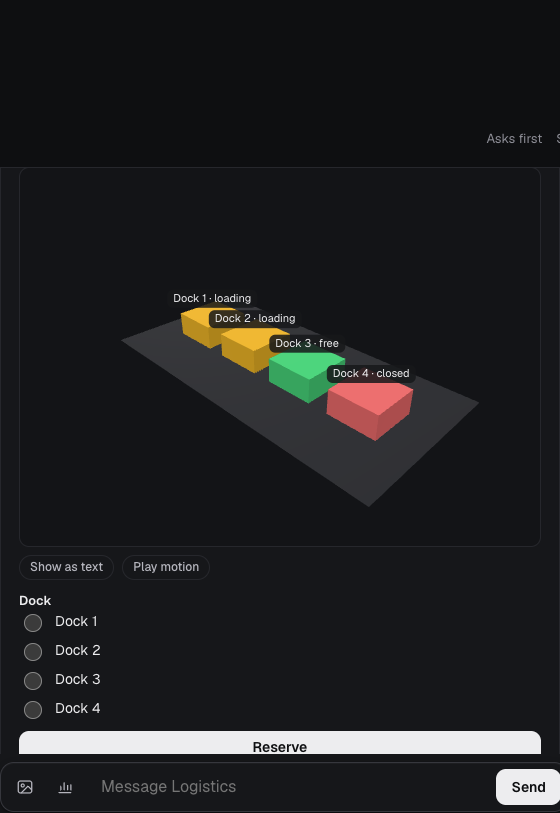 Asks first
Dock 1 · loading
Dock 2 · loading
Dock 3 · free
Dock 4 · closed
Show as text
Play motion
Dock
Dock 1
Dock 2
Dock 3
Dock 4
Reserve
Message Logistics
Send